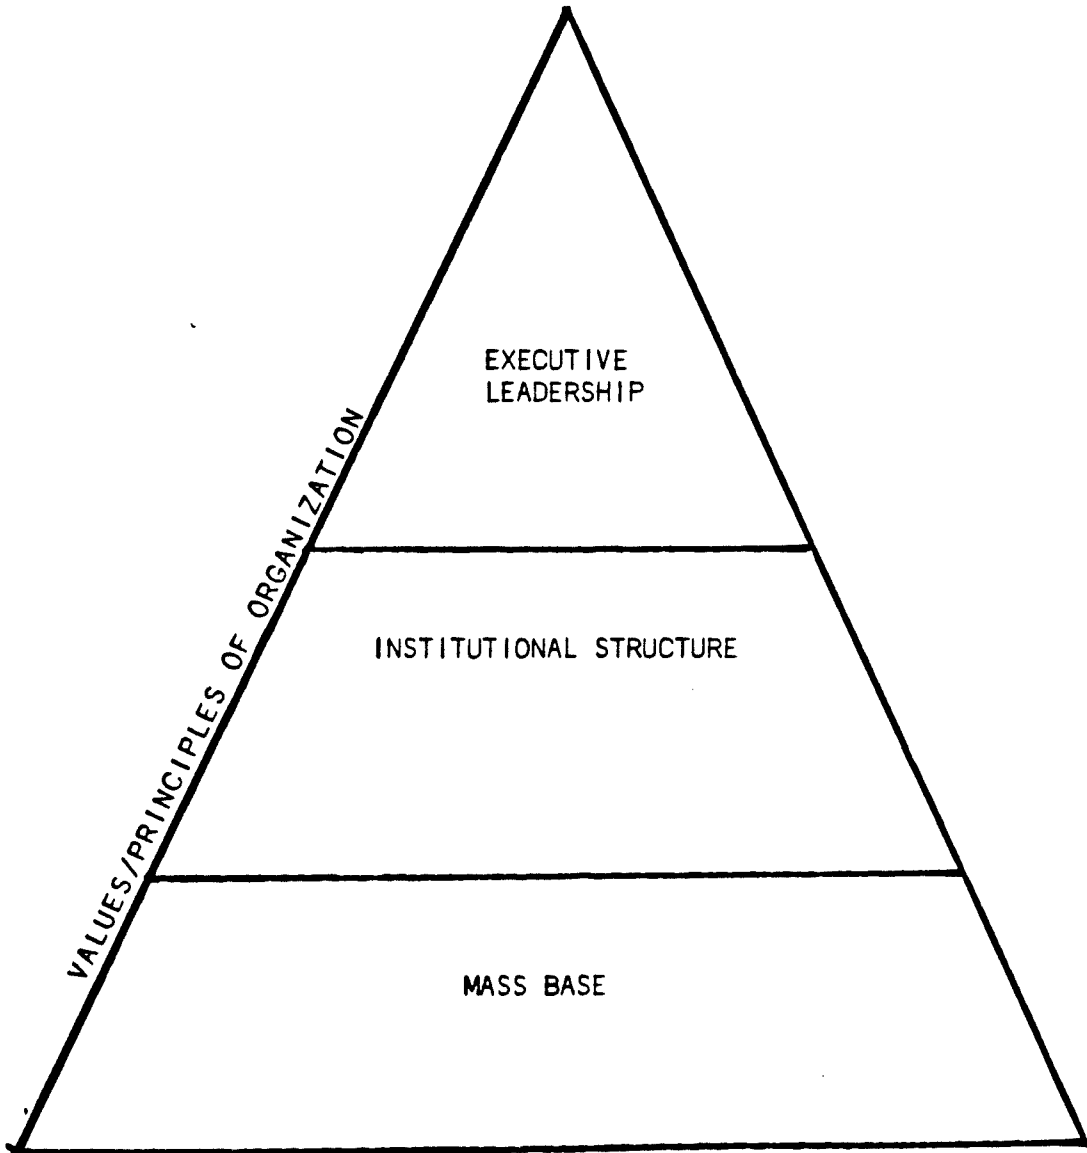 EXECUTIVE
LEADERSHIP
VALUES/PRINCIPLES OF ORGANIZATION
INSTITUTIONAL STRUCTURE
MASS BASE